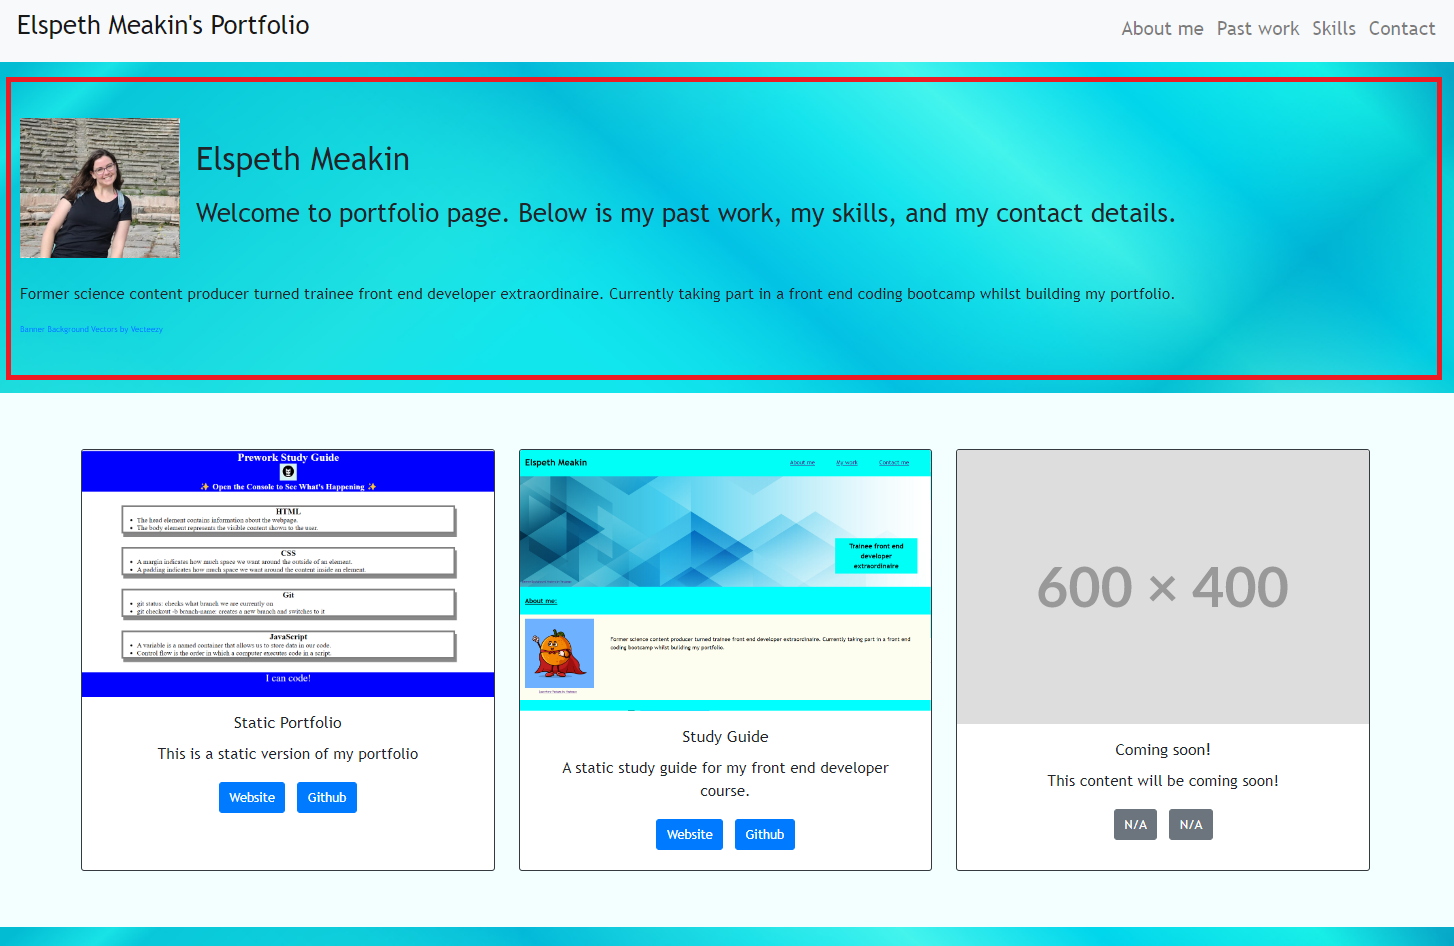 Elspeth Meakin's Portfolio
About me Past work Skills Contact
Elspeth Meakin
Welcome to portfolio page. Below is my past work, my skills, and my contact details.
Former science content producer turned trainee front end developer extraordinaire. Currently taking part in a front end coding bootcamp whilst building my portfolio.
Banner Background Vectors by Vecteezy
Prework Study Guide
✨ Open the Console to See What's Happening ✨
HTML
• The head element contains information about the webpage.
• The body element represents the visible content shown to the user.
CSS
• A margin indicates how much space we want around the outside of an element.
• A padding indicates how much space we want around the content inside an element.
Git
• git status: checks what branch we are currently on
• git checkout -b branch-name: creates a new branch and switches to it
JavaScript
• A variable is a named container that allows us to store data in our code.
• Control flow is the order in which a computer executes code in a script.
I can code!
Static Portfolio
This is a static version of my portfolio
Website Github
Elspeth Meakin
About me My work Contact me
Trainee front end
developer
extraordinaire
About me:
Former science content producer turned trainee front end developer extraordinaire. Currently taking part in a front end
coding bootcamp whilst building my portfolio.
Study Guide
A static study guide for my front end developer
course.
Website Github
600 × 400
Coming soon!
This content will be coming soon!
N/A N/A